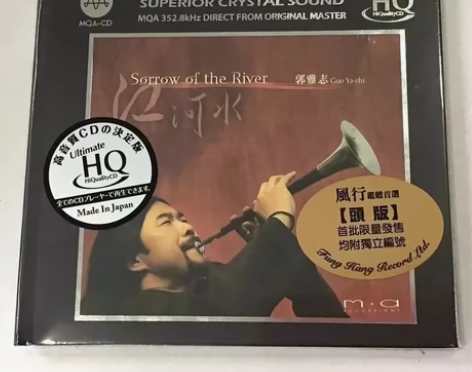 SUPERIOR CRYSTAL SOUND
MQA-CD
MQA 352.8kHz DIRECT FROM ORIGINAL MASTER
HiQualityCD
Sorrow of the River
郭雅志 Guo Ya-zhi
江河水
高音質CDの決定版
Ultimate
HQ
HiQualityCD
全てのCDプレーヤーで再生できます。
Made In Japan
風行 首選
【頭版】
首批限量發售
均附獨立編號
Fung Hang Record Ltd.
m·a
RECORDINGS